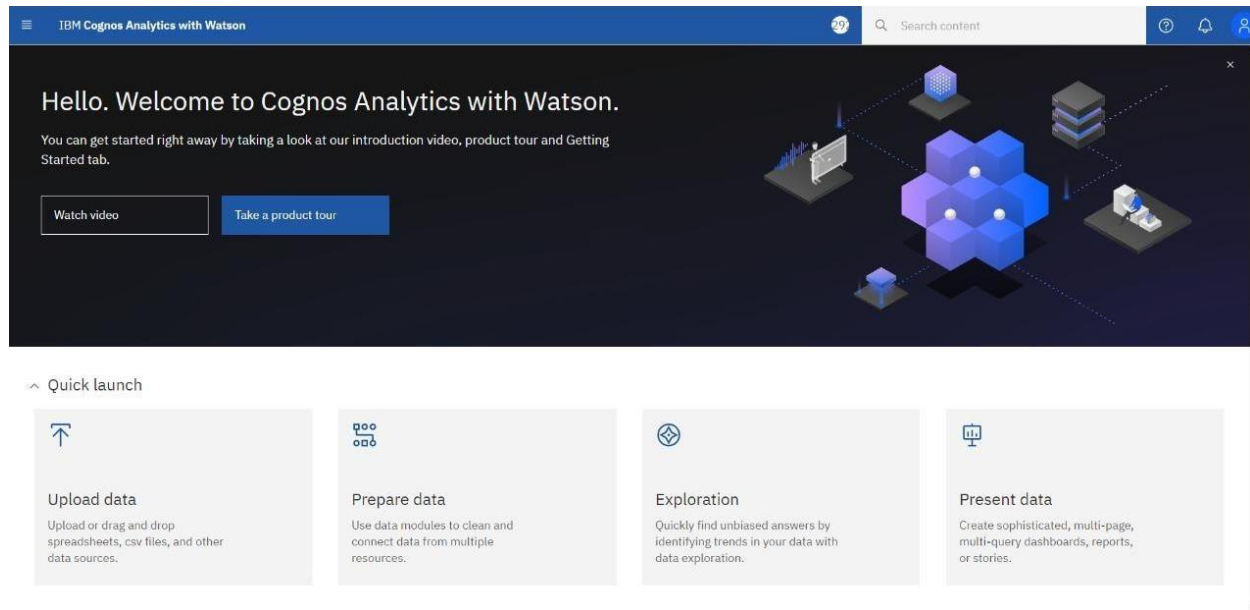 IBM Cognos Analytics with Watson
29
Search content
Hello. Welcome to Cognos Analytics with Watson.
You can get started right away by taking a look at our introduction video, product tour and Getting
Started tab.
Watch video
Take a product tour
Quick launch
Upload data
Upload or drag and drop
spreadsheets, csv files, and other
data sources.
Prepare data
Use data modules to clean and
connect data from multiple
resources.
Exploration
Quickly find unbiased answers by
identifying trends in your data with
data exploration.
Present data
Create sophisticated, multi-page,
multi-query dashboards, reports,
or stories.